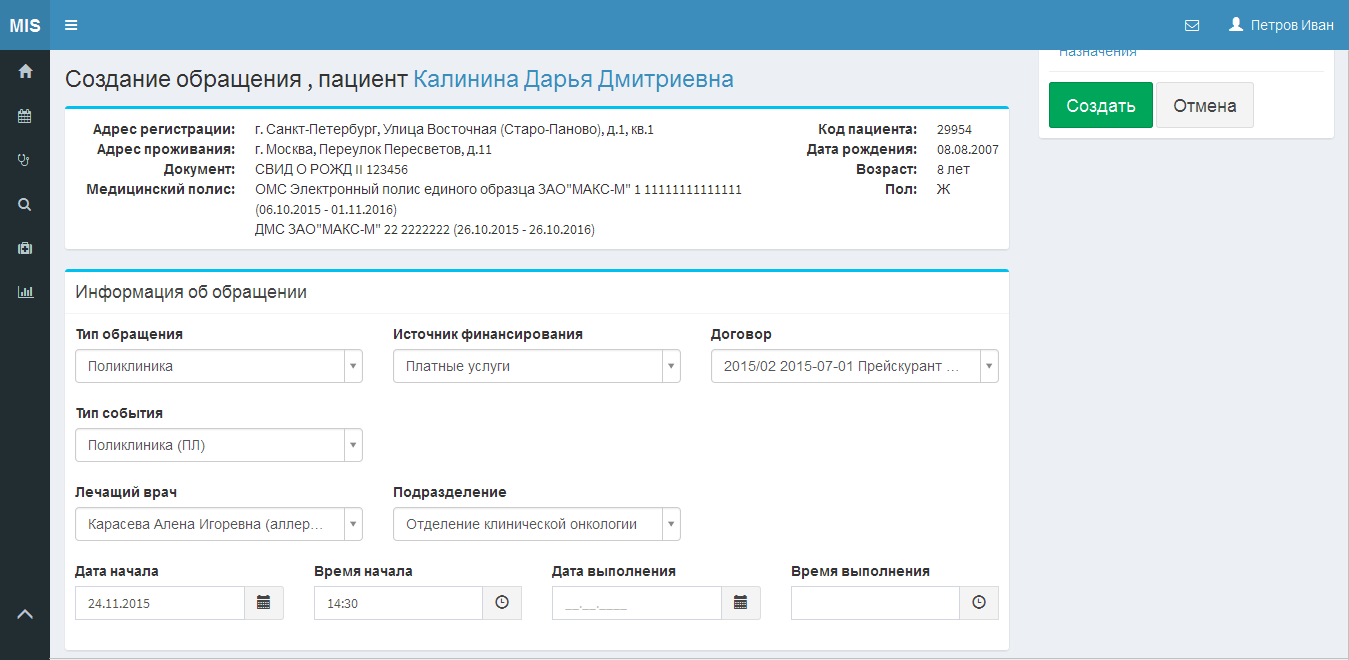 MIS
Петров Иван
Назначения
Создание обращения , пациент Калинина Дарья Дмитриевна
Создать Отмена
Адрес регистрации: г. Санкт-Петербург, Улица Восточная (Старо-Паново), д.1, кв.1 Код пациента: 29954
Адрес проживания: г. Москва, Переулок Пересветов, д.11 Дата рождения: 08.08.2007
Документ: СВИД О РОЖД II 123456 Возраст: 8 лет
Медицинский полис: ОМС Электронный полис единого образца ЗАО"МАКС-М" 1 11111111111111 Пол: Ж
(06.10.2015 - 01.11.2016)
ДМС ЗАО"МАКС-М" 22 2222222 (26.10.2015 - 26.10.2016)
Информация об обращении
Тип обращения Источник финансирования Договор
Поликлиника Платные услуги 2015/02 2015-07-01 Прейскурант ...
Тип события
Поликлиника (ПЛ)
Лечащий врач Подразделение
Карасева Алена Игоревна (аллер... Отделение клинической онкологии
Дата начала Время начала Дата выполнения Время выполнения
24.11.2015 14:30 __.__.____